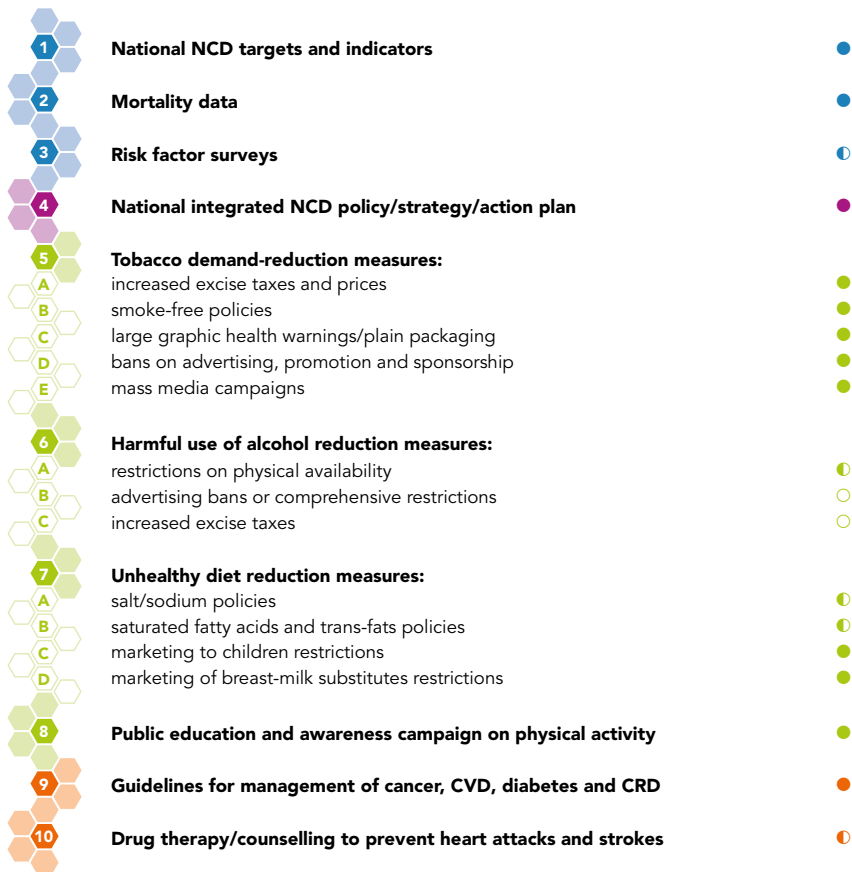 1 National NCD targets and indicators
2 Mortality data
3 Risk factor surveys
4 National integrated NCD policy/strategy/action plan
5 Tobacco demand-reduction measures:
A increased excise taxes and prices
B smoke-free policies
C large graphic health warnings/plain packaging
D bans on advertising, promotion and sponsorship
E mass media campaigns
6 Harmful use of alcohol reduction measures:
A restrictions on physical availability
B advertising bans or comprehensive restrictions
C increased excise taxes
7 Unhealthy diet reduction measures:
A salt/sodium policies
B saturated fatty acids and trans-fats policies
C marketing to children restrictions
D marketing of breast-milk substitutes restrictions
8 Public education and awareness campaign on physical activity
9 Guidelines for management of cancer, CVD, diabetes and CRD
10 Drug therapy/counselling to prevent heart attacks and strokes